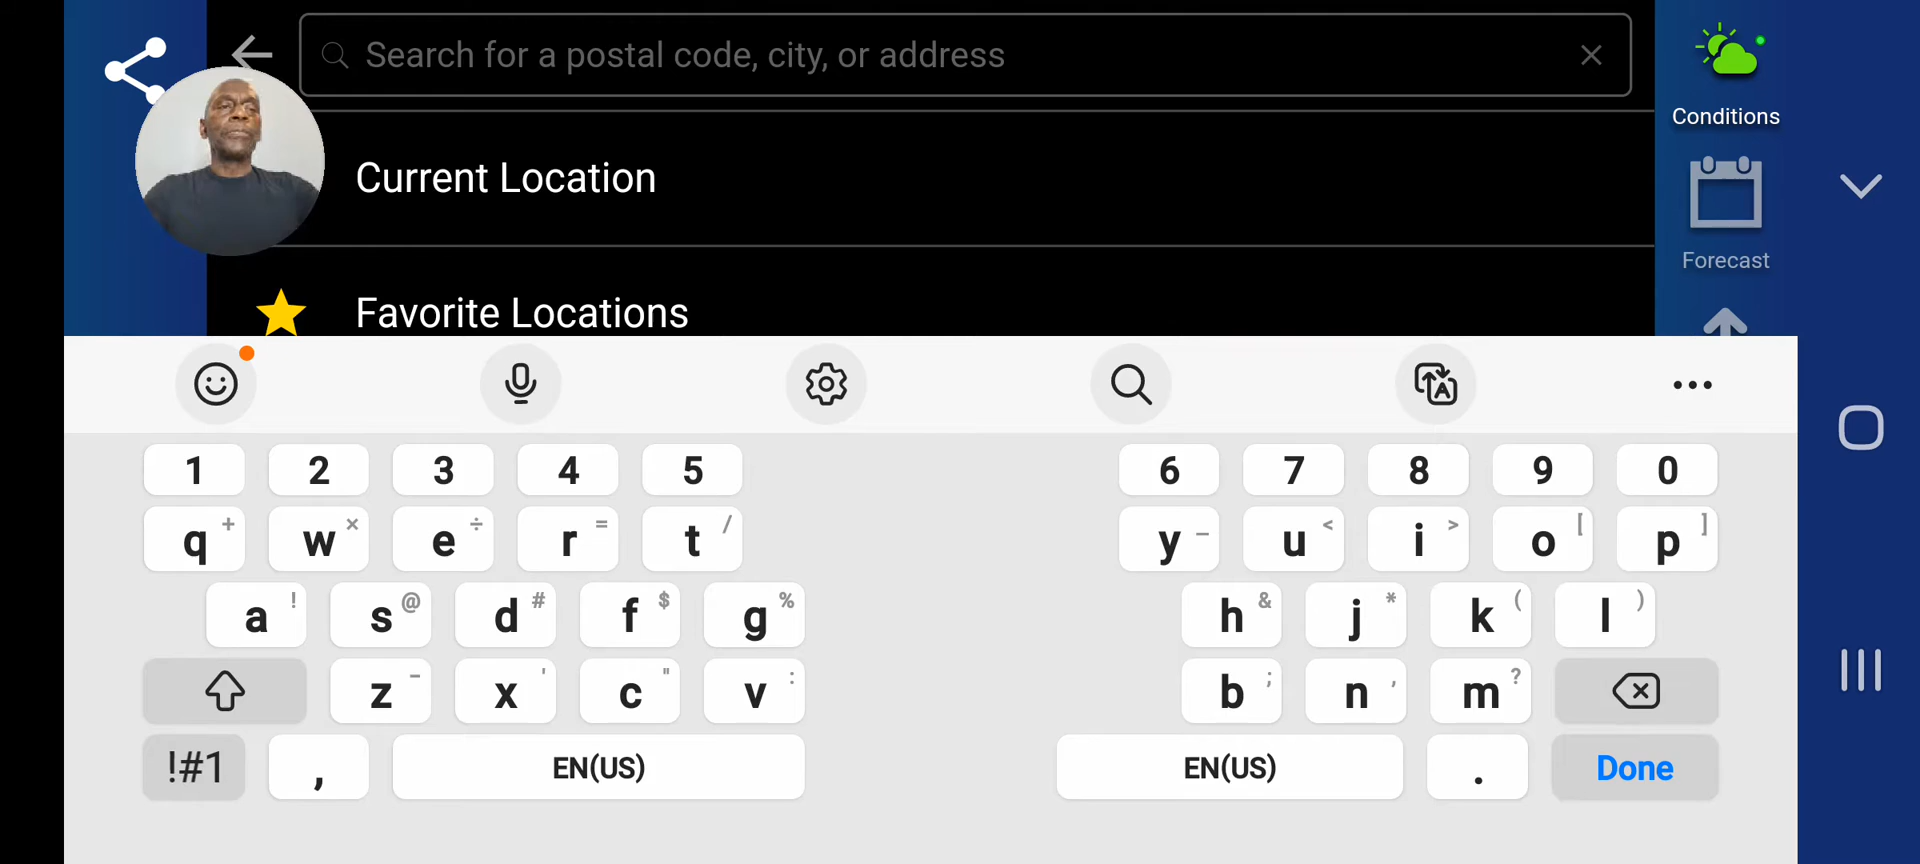 Search for a postal code, city, or address
Conditions
Current Location
Forecast
Favorite Locations
1 2 3 4 5 6 7 8 9 0
q + w × e ÷ r = t / y - u < i > o [ p ]
a ! s @ d # f $ g % h & j * k ( l )
z - x ' c " v : b ; n , m ?
!#1 , EN(US) EN(US) . Done